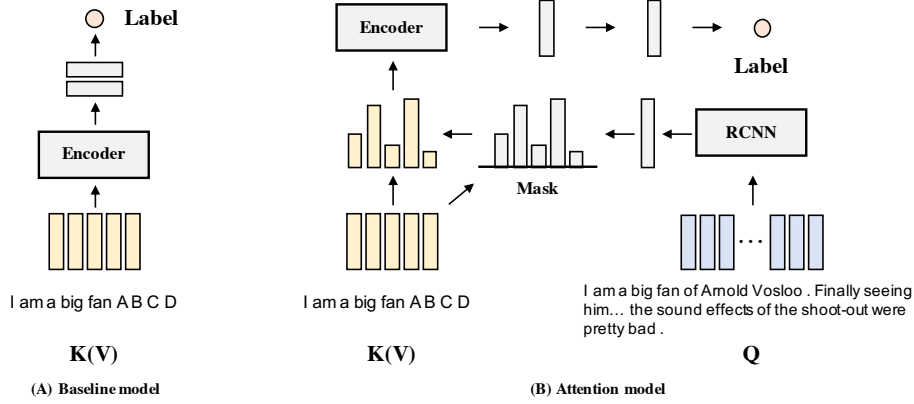 Label
Encoder
I am a big fan A B C D
K(V)
(A) Baseline model
Encoder
Label
RCNN
Mask
I am a big fan A B C D
K(V)
I am a big fan of Arnold Vosloo . Finally seeing
him... the sound effects of the shoot-out were
pretty bad .
Q
(B) Attention model